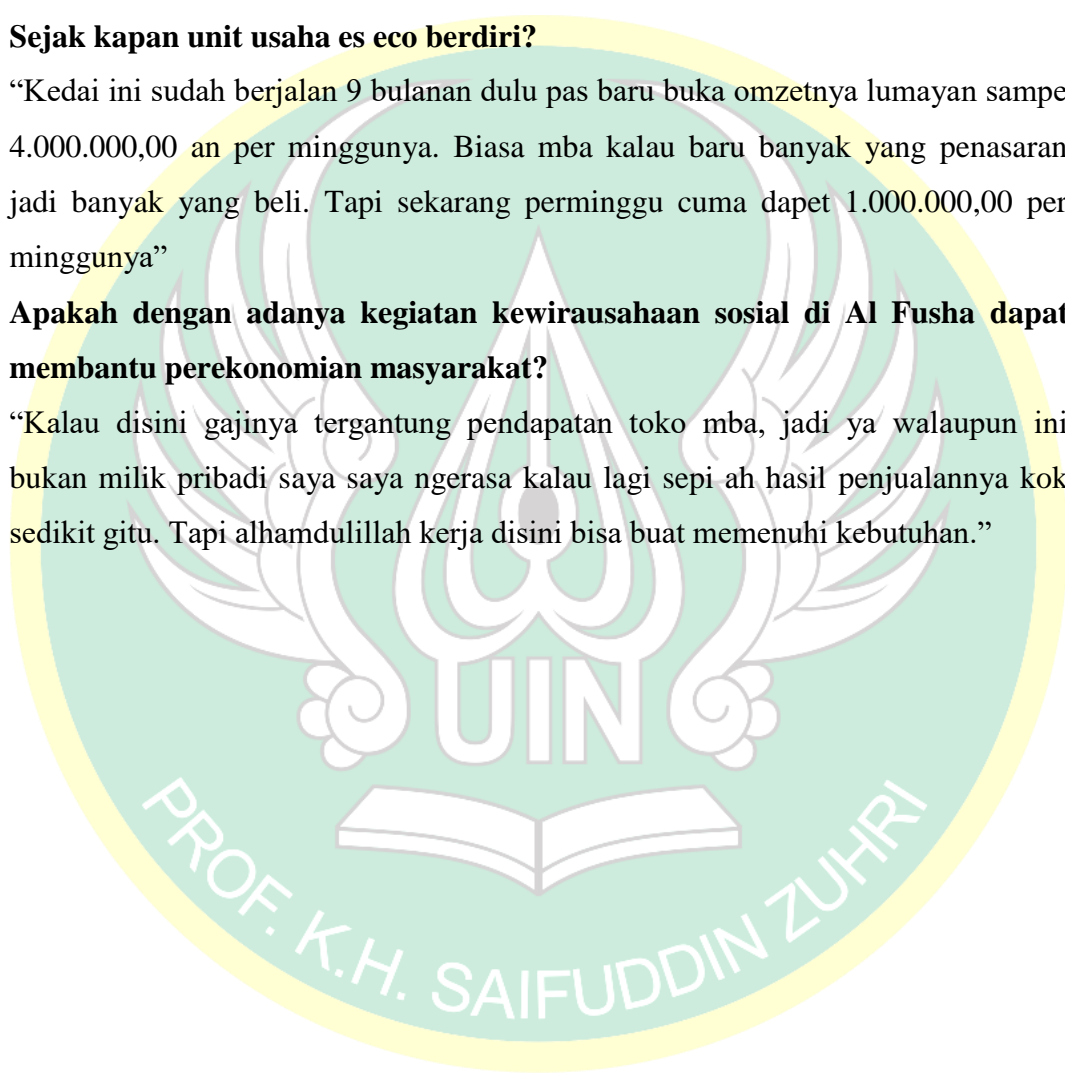 Sejak kapan unit usaha es eco berdiri?
“Kedai ini sudah berjalan 9 bulanan dulu pas baru buka omzetnya lumayan sampe
4.000.000,00 an per minggunya. Biasa mba kalau baru banyak yang penasaran
jadi banyak yang beli. Tapi sekarang perminggu cuma dapet 1.000.000,00 per
minggunya”
Apakah dengan adanya kegiatan kewirausahaan sosial di Al Fusha dapat
membantu perekonomian masyarakat?
“Kalau disini gajinya tergantung pendapatan toko mba, jadi ya walaupun ini
bukan milik pribadi saya saya ngerasa kalau lagi sepi ah hasil penjualannya kok
sedikit gitu. Tapi alhamdulillah kerja disini bisa buat memenuhi kebutuhan.”
UIN
PROF. K.H. SAIFUDDIN ZUHRI